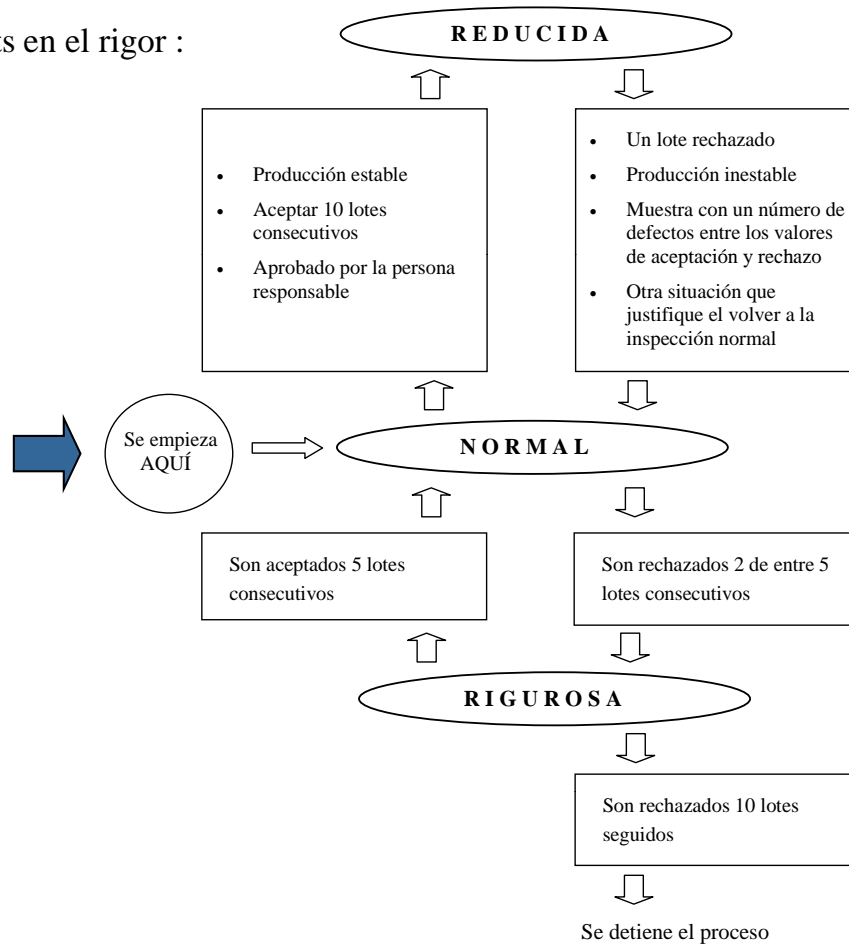 s en el rigor :
R E D U C I D A
• Producción estable
• Aceptar 10 lotes
consecutivos
• Aprobado por la persona
responsable
• Un lote rechazado
• Producción inestable
• Muestra con un número de
defectos entre los valores
de aceptación y rechazo
• Otra situación que
justifique el volver a la
inspección normal
Se empieza
AQUÍ
N O R M A L
Son aceptados 5 lotes
consecutivos
Son rechazados 2 de entre 5
lotes consecutivos
R I G U R O S A
Son rechazados 10 lotes
seguidos
Se detiene el proceso